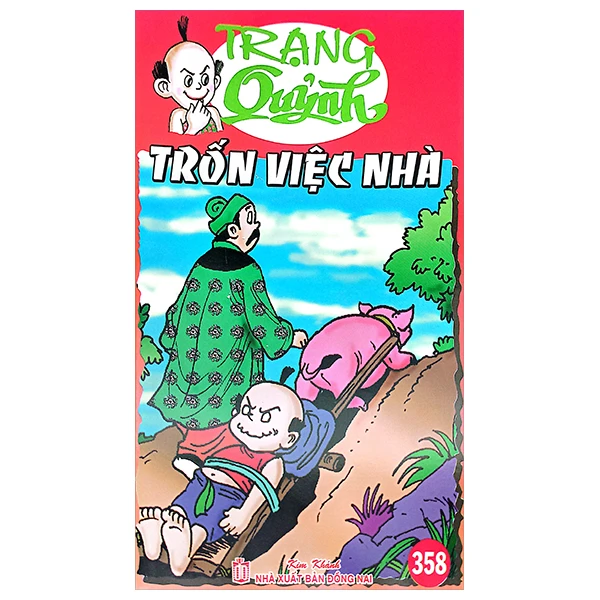 TRẠNG
Quỷnh
TRỐN VIỆC NHÀ
Kim Khánh
NHÀ XUẤT BẢN ĐỒNG NAI
358